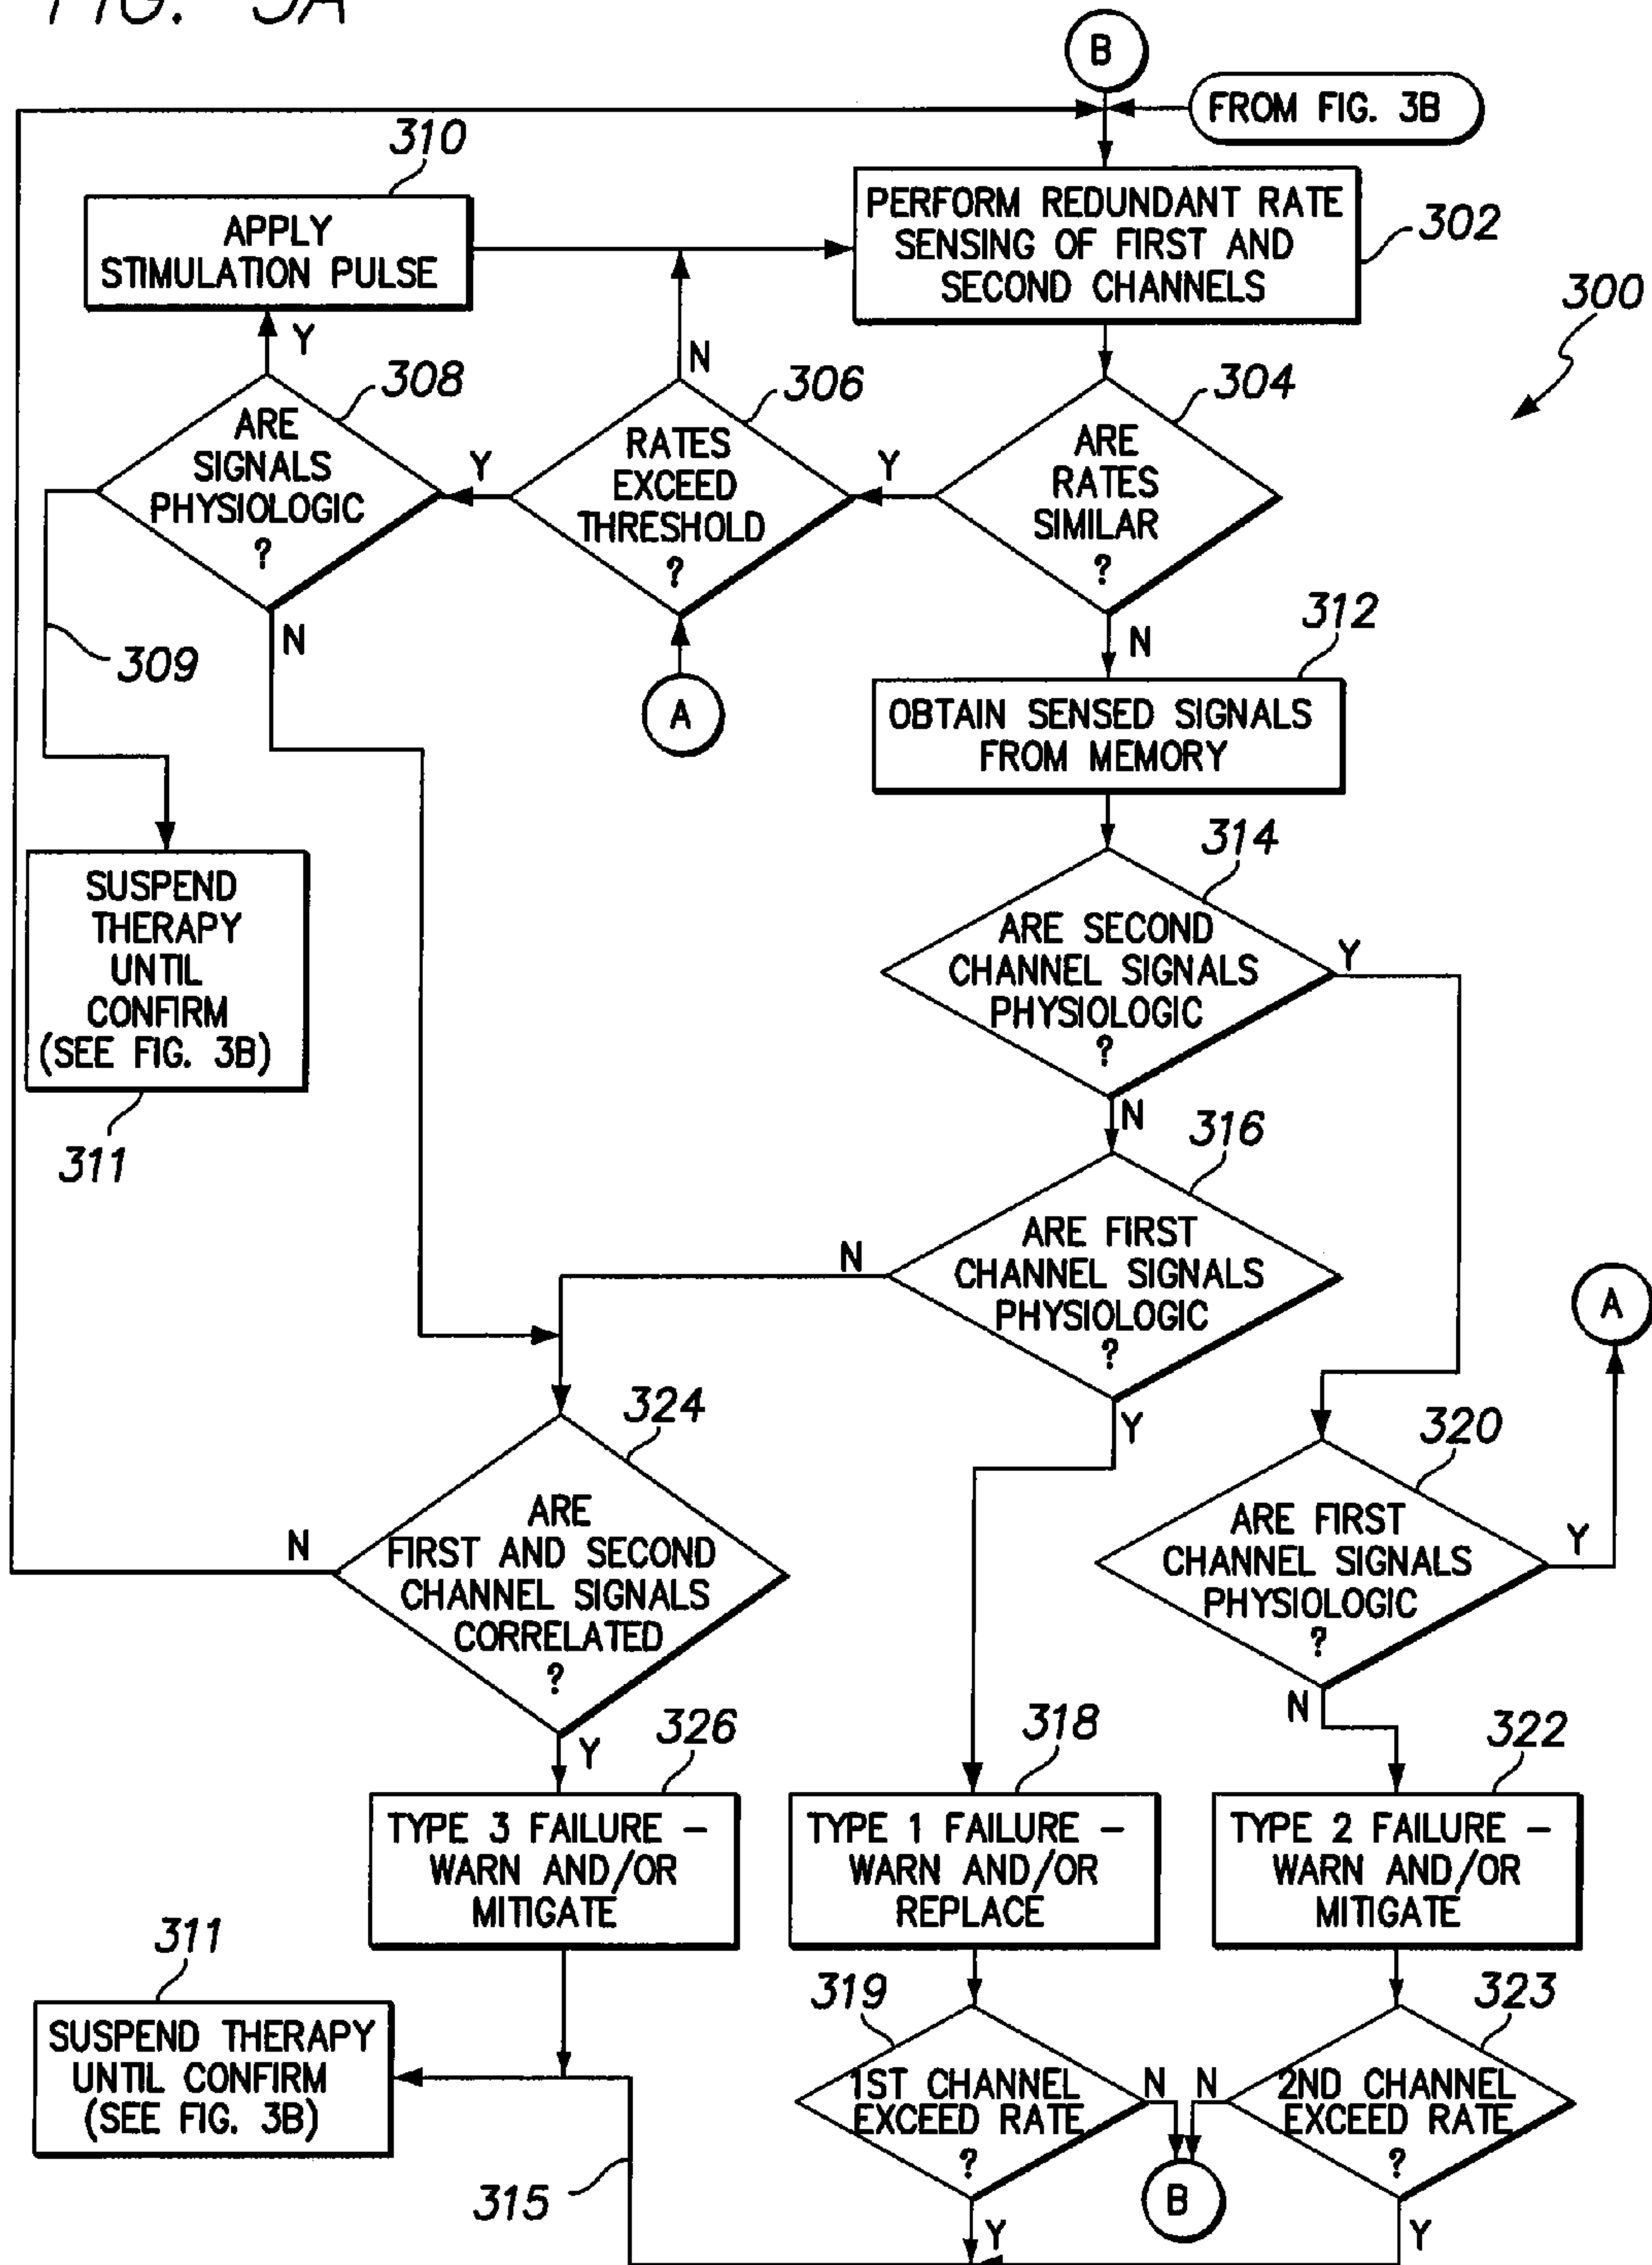 FIG. 3A
B
FROM FIG. 3B
310
APPLY
STIMULATION PULSE
PERFORM REDUNDANT RATE
SENSING OF FIRST AND
SECOND CHANNELS
302
300
Y
308
ARE
SIGNALS
PHYSIOLOGIC
?
N
306
RATES
EXCEED
THRESHOLD
?
304
ARE
RATES
SIMILAR
?
Y
Y
N
309
A
N
312
OBTAIN SENSED SIGNALS
FROM MEMORY
SUSPEND
THERAPY
UNTIL
CONFIRM
(SEE FIG. 3B)
311
314
ARE SECOND
CHANNEL SIGNALS
PHYSIOLOGIC
?
Y
N
316
ARE FIRST
CHANNEL SIGNALS
PHYSIOLOGIC
?
N
Y
A
324
ARE
FIRST AND SECOND
CHANNEL SIGNALS
CORRELATED
?
N
Y
320
ARE FIRST
CHANNEL SIGNALS
PHYSIOLOGIC
?
Y
N
326
TYPE 3 FAILURE -
WARN AND/OR
MITIGATE
318
TYPE 1 FAILURE -
WARN AND/OR
REPLACE
322
TYPE 2 FAILURE -
WARN AND/OR
MITIGATE
311
SUSPEND THERAPY
UNTIL CONFIRM
(SEE FIG. 3B)
315
319
1ST CHANNEL
EXCEED RATE
?
N
Y
323
2ND CHANNEL
EXCEED RATE
?
N
Y
B